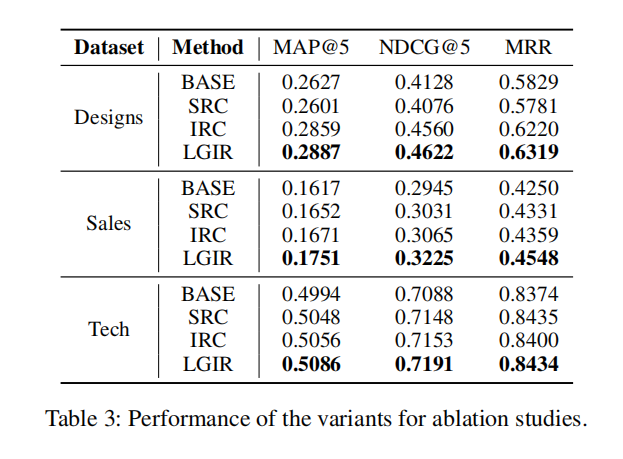 Dataset Method MAP@5 NDCG@5 MRR
BASE 0.2627 0.4128 0.5829
SRC 0.2601 0.4076 0.5781
Designs
IRC 0.2859 0.4560 0.6220
LGIR 0.2887 0.4622 0.6319
BASE 0.1617 0.2945 0.4250
SRC 0.1652 0.3031 0.4331
Sales
IRC 0.1671 0.3065 0.4359
LGIR 0.1751 0.3225 0.4548
BASE 0.4994 0.7088 0.8374
SRC 0.5048 0.7148 0.8435
Tech
IRC 0.5056 0.7153 0.8400
LGIR 0.5086 0.7191 0.8434
Table 3: Performance of the variants for ablation studies.